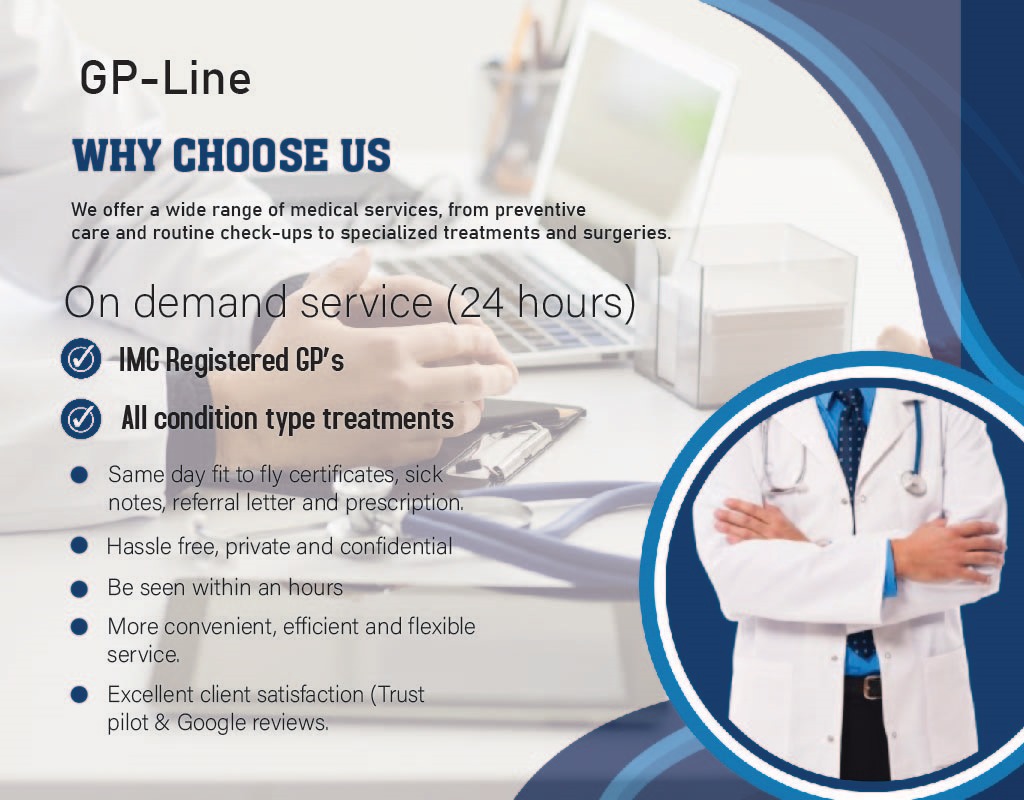 GP-Line
WHY CHOOSE US
We offer a wide range of medical services, from preventive
care and routine check-ups to specialized treatments and surgeries.
On demand service (24 hours)
IMC Registered GP's
All condition type treatments
Same day fit to fly certificates, sick
notes, referral letter and prescription.
Hassle free, private and confidential
Be seen within an hours
More convenient, efficient and flexible
service.
Excellent client satisfaction (Trust
pilot & Google reviews.